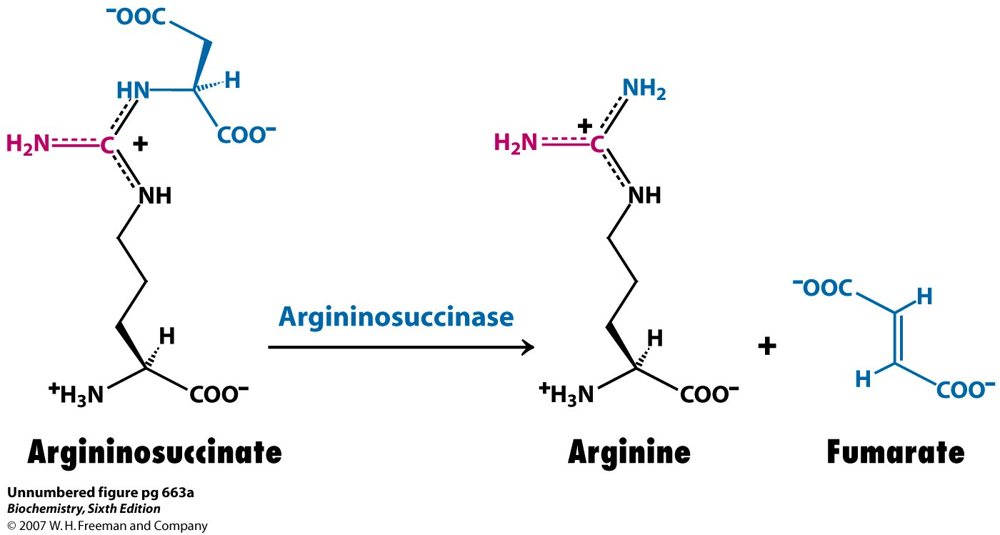 ⁻OOC
H
HN
COO⁻
H₂N
C
+
NH
H
⁺H₃N
COO⁻
Argininosuccinate
Argininosuccinase
NH₂
+
H₂N
C
NH
H
⁺H₃N
COO⁻
Arginine
+
⁻OOC
H
H
COO⁻
Fumarate
Unnumbered figure pg 663a
Biochemistry, Sixth Edition
© 2007 W. H. Freeman and Company